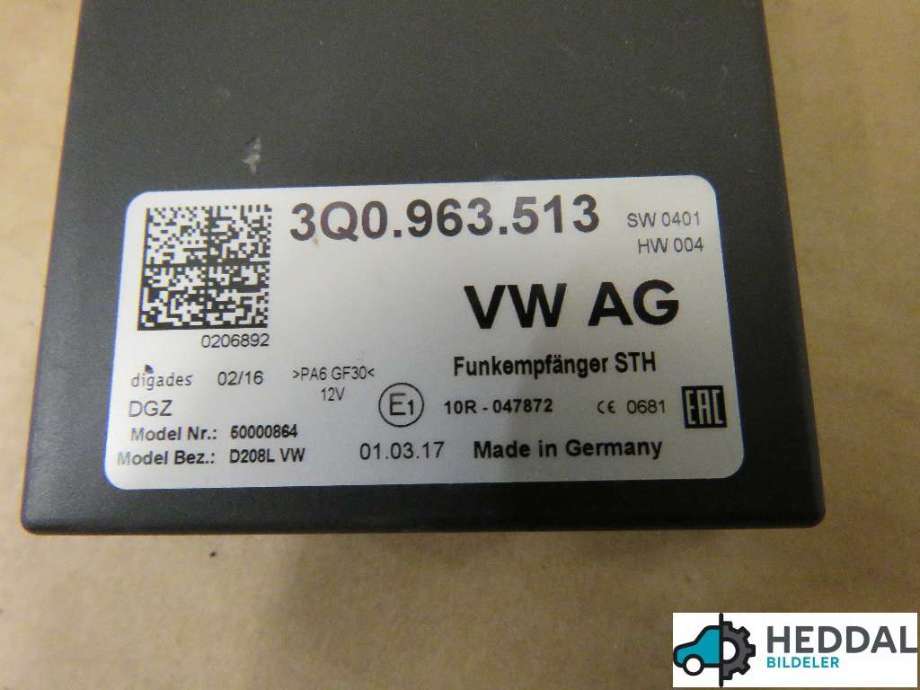 3Q0.963.513
SW 0401
HW 004
VW AG
0206892
Funkempfänger STH
digades 02/16 >PA6 GF30<
12V
DGZ
E1
10R - 047872
CE 0681
EAC
Model Nr.: 50000864
Model Bez.: D208L VW
01.03.17
Made in Germany
HEDDAL
BILDELER